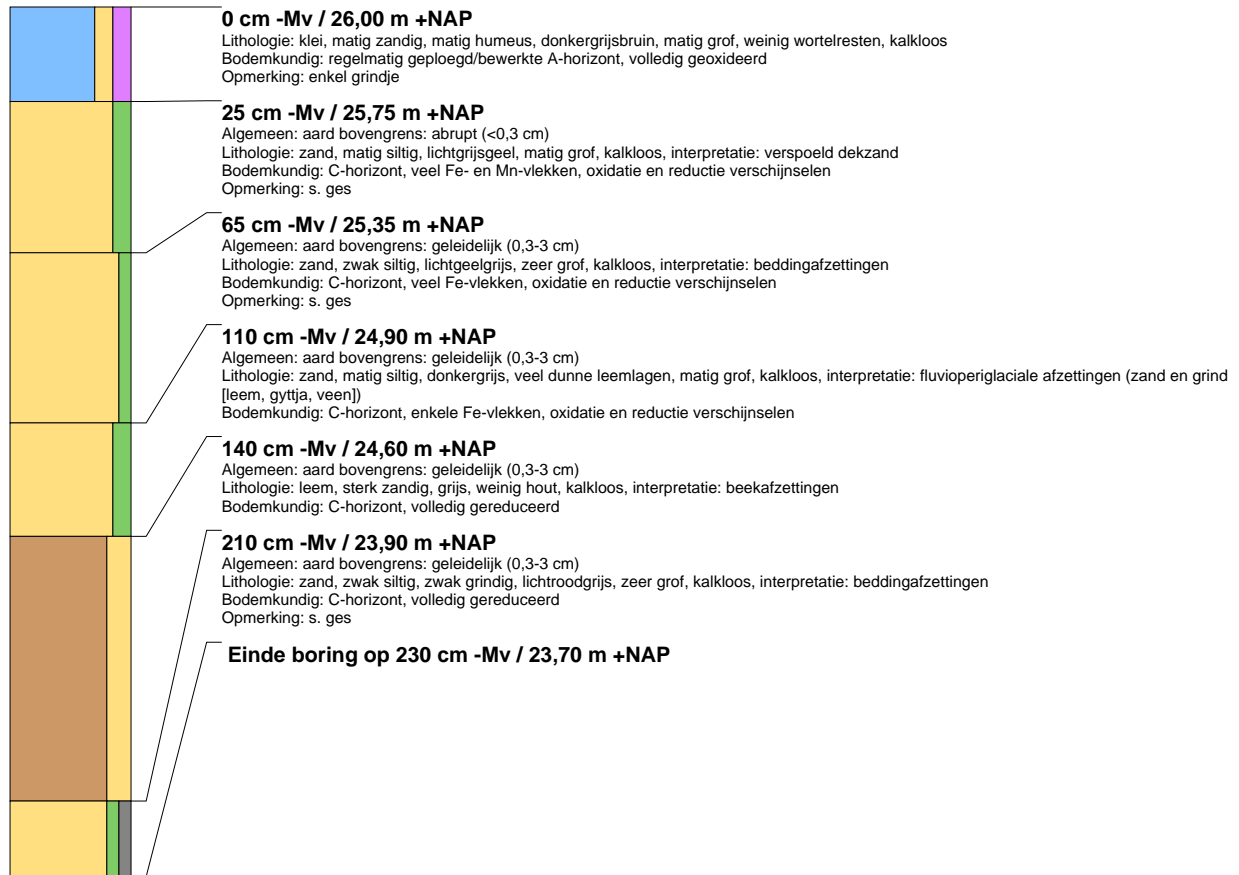 0 cm -Mv / 26,00 m +NAP
Lithologie: klei, matig zandig, matig humeus, donkergrijsbruin, matig grof, weinig wortelresten, kalkloos
Bodemkundig: regelmatig geploegd/bewerkte A-horizont, volledig geoxideerd
Opmerking: enkel grindje
25 cm -Mv / 25,75 m +NAP
Algemeen: aard bovengrens: abrupt (<0,3 cm)
Lithologie: zand, matig siltig, lichtgrijsgeel, matig grof, kalkloos, interpretatie: verspoeld dekzand
Bodemkundig: C-horizont, veel Fe- en Mn-vlekken, oxidatie en reductie verschijnselen
Opmerking: s. ges
65 cm -Mv / 25,35 m +NAP
Algemeen: aard bovengrens: geleidelijk (0,3-3 cm)
Lithologie: zand, zwak siltig, lichtgeelgrijs, zeer grof, kalkloos, interpretatie: beddingafzettingen
Bodemkundig: C-horizont, veel Fe-vlekken, oxidatie en reductie verschijnselen
Opmerking: s. ges
110 cm -Mv / 24,90 m +NAP
Algemeen: aard bovengrens: geleidelijk (0,3-3 cm)
Lithologie: zand, matig siltig, donkergrijs, veel dunne leemlagen, matig grof, kalkloos, interpretatie: fluvioperiglaciale afzettingen (zand en grind
[leem, gyttja, veen])
Bodemkundig: C-horizont, enkele Fe-vlekken, oxidatie en reductie verschijnselen
140 cm -Mv / 24,60 m +NAP
Algemeen: aard bovengrens: geleidelijk (0,3-3 cm)
Lithologie: leem, sterk zandig, grijs, weinig hout, kalkloos, interpretatie: beekafzettingen
Bodemkundig: C-horizont, volledig gereduceerd
210 cm -Mv / 23,90 m +NAP
Algemeen: aard bovengrens: geleidelijk (0,3-3 cm)
Lithologie: zand, zwak siltig, zwak grindig, lichtroodgrijs, zeer grof, kalkloos, interpretatie: beddingafzettingen
Bodemkundig: C-horizont, volledig gereduceerd
Opmerking: s. ges
Einde boring op 230 cm -Mv / 23,70 m +NAP